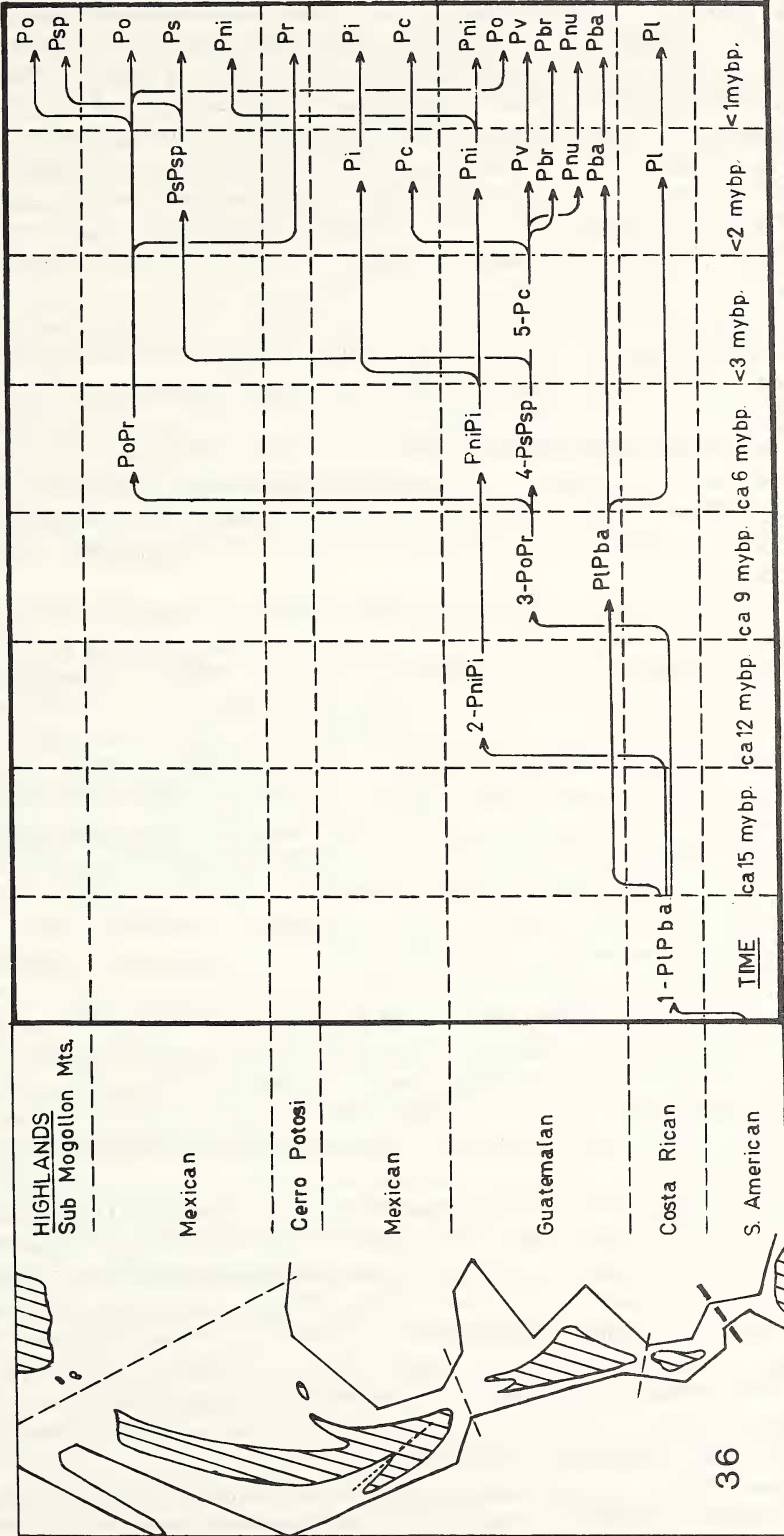 HIGHLANDS
Sub Mogollon Mts.
Mexican
Cerro Potosi
Mexican
Guatemalan
Costa Rican
S. American
Po
Psp
Po
Ps
Pni
Pr
Pi
Pc
Pni
Po
Pv
Pbr
Pnu
Pba
Pl
PsPsp
Pi
Pc
Pni
Pv
Pbr
Pnu
Pba
Pl
5-Pc
PoPr
PniPi
4-PsPsp
3-PoPr
PlPba
2-PniPi
1-PlPba
TIME
ca 15 mybp.
ca 12 mybp.
ca 9 mybp.
ca 6 mybp.
<3 mybp.
<2 mybp.
<1mybp.
36